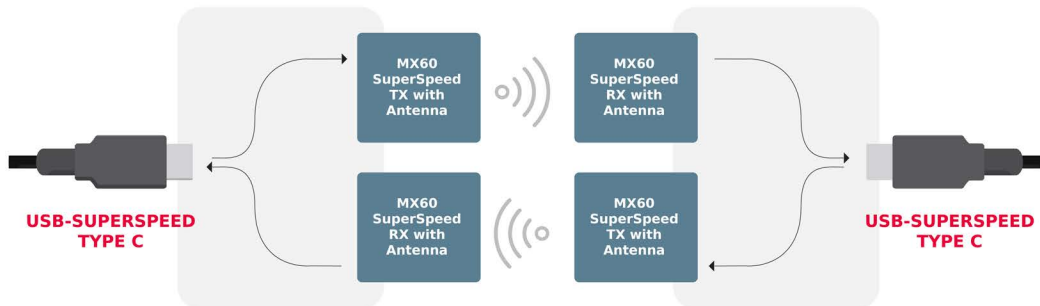 MX60
SuperSpeed
TX with
Antenna
MX60
SuperSpeed
RX with
Antenna
USB-SUPERSPEED
TYPE C
MX60
SuperSpeed
RX with
Antenna
MX60
SuperSpeed
TX with
Antenna
USB-SUPERSPEED
TYPE C